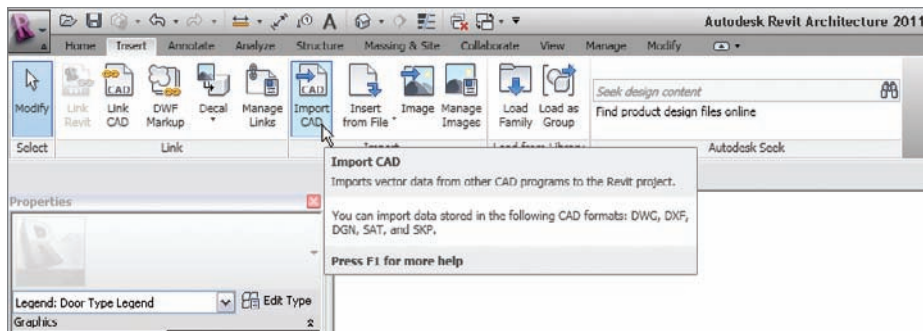 Autodesk Revit Architecture 2011
Home Insert Annotate Analyze Structure Massing & Site Collaborate View Manage Modify
Modify
Link Revit
Link CAD
DWF Markup
Decal
Manage Links
Import CAD
Insert from File
Image
Manage Images
Load Family
Load as Group
Seek design content
Find product design files online
Select Link Import Load from Library Autodesk Seek
Import CAD
Imports vector data from other CAD programs to the Revit project.
You can import data stored in the following CAD formats: DWG, DXF,
DGN, SAT, and SKP.
Press F1 for more help
Properties
Legend: Door Type Legend
Edit Type
Graphics